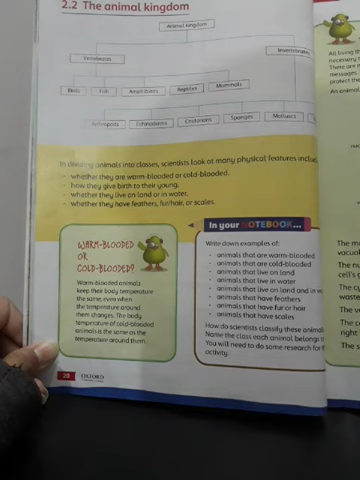 2.2 The animal kingdom
Animal kingdom
Vertebrates
Invertebrates
Birds
Fish
Amphibians
Reptiles
Mammals
Arthropods
Echinoderms
Cnidarians
Sponges
Molluscs
In dividing animals into classes, scientists look at many physical features
- whether they are warm-blooded or cold-blooded.
- how they give birth to their young.
- whether they live on land or in water.
- whether they have feathers, fur/hair, or scales.
WARM-BLOODED
OR
COLD-BLOODED?
Warm-blooded animals
keep their body temperature
the same, even when
the temperature around
them changes. The body
temperature of cold-blooded
animals is the same as the
temperature around them.
In your NOTEBOOK...
Write down examples of:
- animals that are warm-blooded
- animals that are cold-blooded
- animals that live on land
- animals that live in water
- animals that live on land and in
- animals that have feathers
- animals that have fur or hair
- animals that have scales
How do scientists classify these
Name the class each animal belongs
You will need to do some research for
activity.
28
OXFORD
All living
necessary
There are
messages
protect the
An animal
The
vacuo
The nu
cell's
The cy
waste
The
The
right
The s